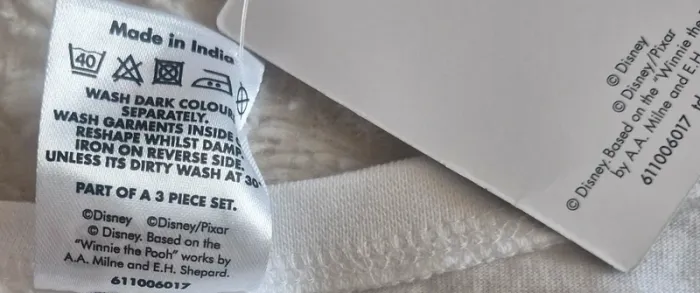 Made in India
40
WASH DARK COLOUR
SEPARATELY.
WASH GARMENTS INSIDE
RESHAPE WHILST DAMP.
IRON ON REVERSE SIDE.
UNLESS ITS DIRTY WASH AT 30
PART OF A 3 PIECE SET.
©Disney ©Disney/Pixar
© Disney. Based on the
"Winnie the Pooh" works by
A.A. Milne and E.H. Shepard.
611006017
© Disney
© Disney/Pixar
© Disney. Based on the "Winnie the
by A.A. Milne and E.H.
611006017